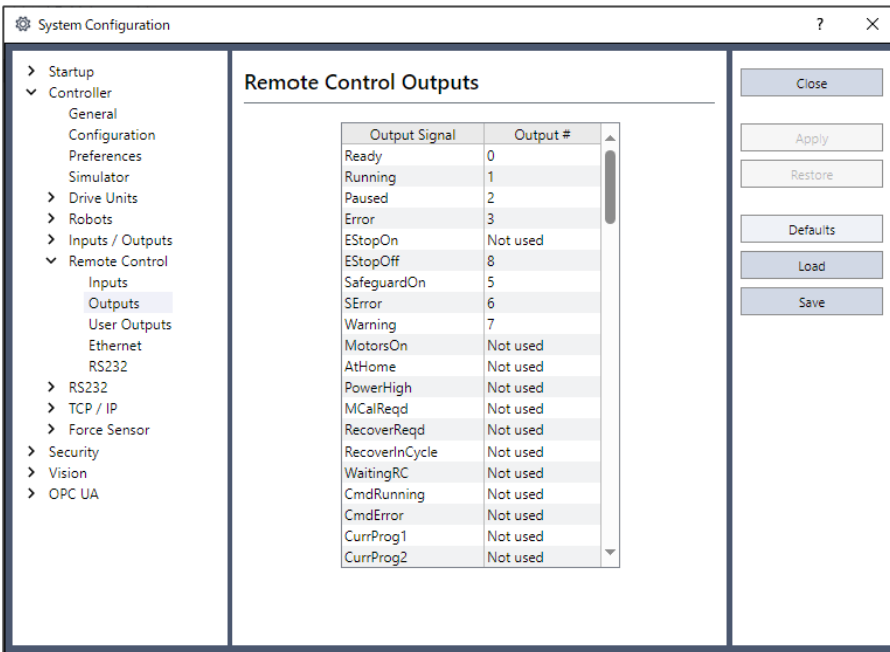 System Configuration
?
Startup
Controller
General
Configuration
Preferences
Simulator
Drive Units
Robots
Inputs / Outputs
Remote Control
Inputs
Outputs
User Outputs
Ethernet
RS232
RS232
TCP / IP
Force Sensor
Security
Vision
OPC UA
Remote Control Outputs
Output Signal Output #
Ready 0
Running 1
Paused 2
Error 3
EStopOn Not used
EStopOff 8
SafeguardOn 5
SError 6
Warning 7
MotorsOn Not used
AtHome Not used
PowerHigh Not used
MCalReqd Not used
RecoverReqd Not used
RecoverInCycle Not used
WaitingRC Not used
CmdRunning Not used
CmdError Not used
CurrProg1 Not used
CurrProg2 Not used
Close
Apply
Restore
Defaults
Load
Save